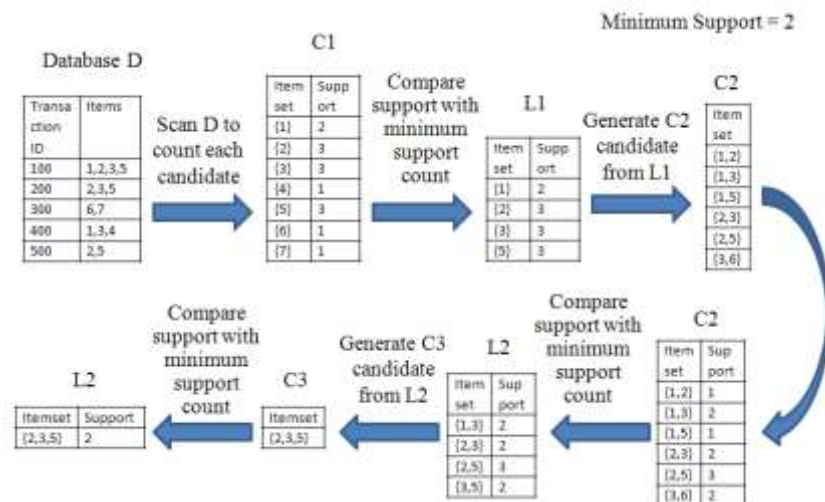 Minimum Support = 2
Database D
Transa
ction
ID
Items
100 1,2,3,5
200 2,3,5
300 6,7
400 1,3,4
500 2,5
Scan D to
count each
candidate
C1
Item
set
Supp
ort
{1} 2
{2} 3
{3} 3
{4} 1
{5} 3
{6} 1
{7} 1
Compare
support with
minimum
support
count
L1
Item
set
Supp
ort
{1} 2
{2} 3
{3} 3
{5} 3
Generate C2
candidate
from L1
C2
Item
set
{1,2}
{1,3}
{1,5}
{2,3}
{2,5}
{3,6}
C2
Item
set
Sup
port
{1,2} 1
{1,3} 2
{1,5} 1
{2,3} 2
{2,5} 3
{3,6} 2
Compare
support with
minimum
support
count
L2
Item
set
Sup
port
{1,3} 2
{2,3} 2
{2,5} 3
{3,5} 2
Generate C3
candidate
from L2
C3
Itemset
{2,3,5}
Compare
support with
minimum
support
count
L2
Itemset Support
{2,3,5} 2